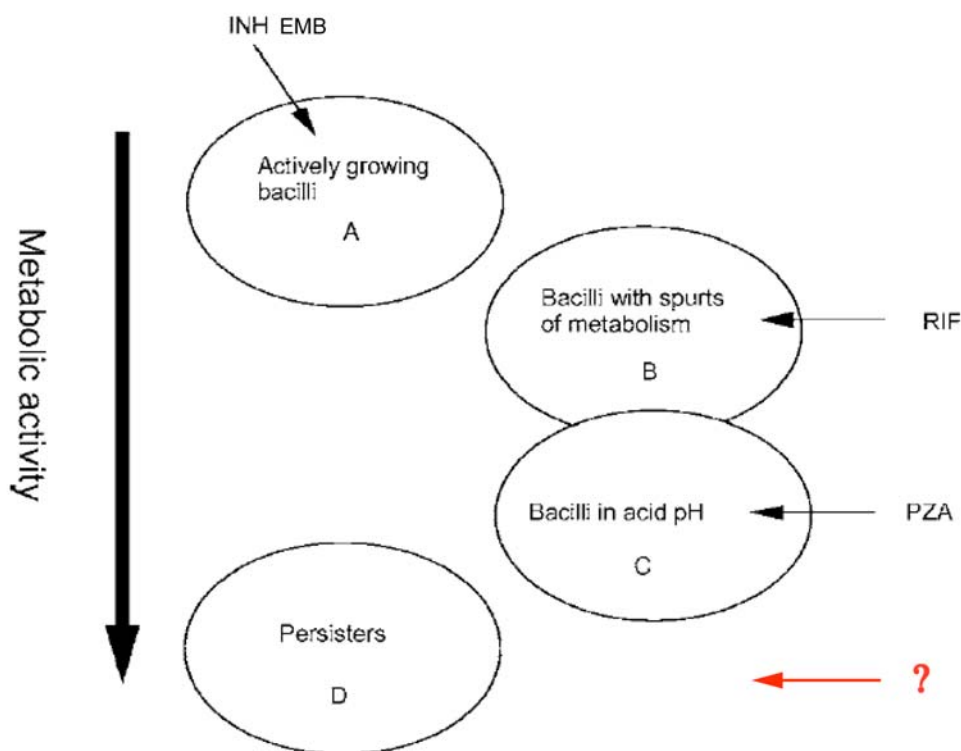 INH EMB
Metabolic activity
Actively growing
bacilli
A
Bacilli with spurts
of metabolism
B
RIF
Bacilli in acid pH
C
PZA
Persisters
D
?